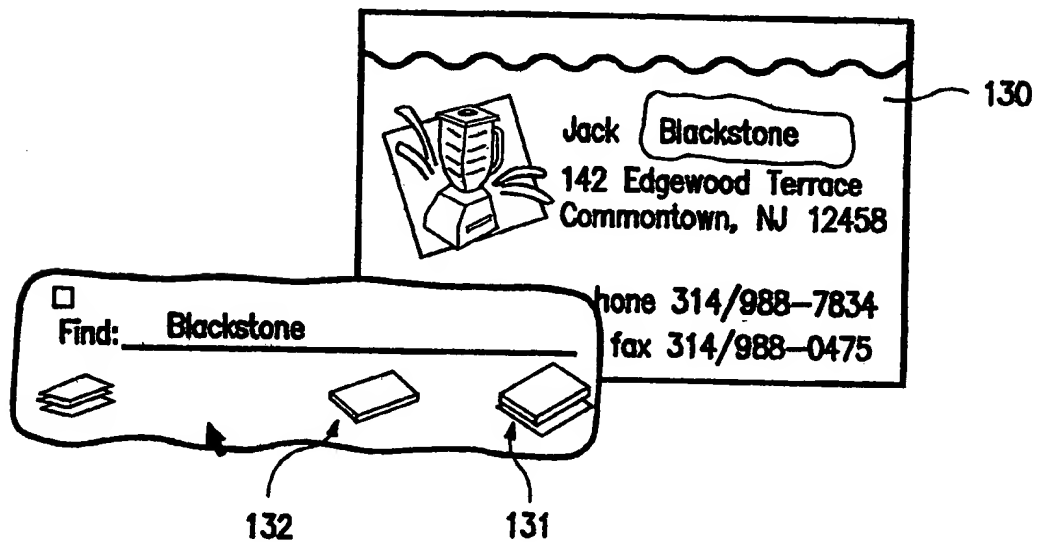 130
Jack Blackstone
142 Edgewood Terrace
Commontown, NJ 12458
hone 314/988-7834
fax 314/988-0475
Find: Blackstone
132
131